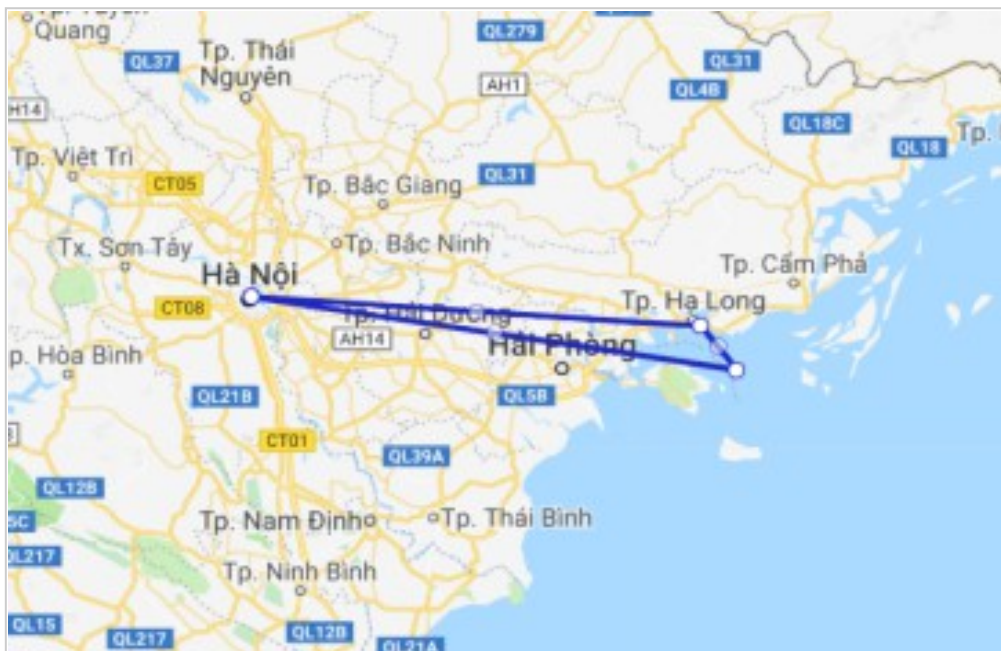 Quang
QL37
Tp. Thái
Nguyên
QL279
AH1
QL31
QL4B
QL18C
QL18
AH14
Tp. Việt Trì
CT05
Tp. Bắc Giang
QL31
Tx. Sơn Tây
Tp. Bắc Ninh
Hà Nội
CT08
Tp. Cẩm Phả
Tp. Hạ Long
AH14
Hải Phòng
p. Hòa Bình
QL21B
QL5B
CT01
QL39A
QL12B
5C
QL217
Tp. Nam Định
Tp. Thái Bình
Tp. Ninh Bình
QL15
QL217
QL12B
QL21A